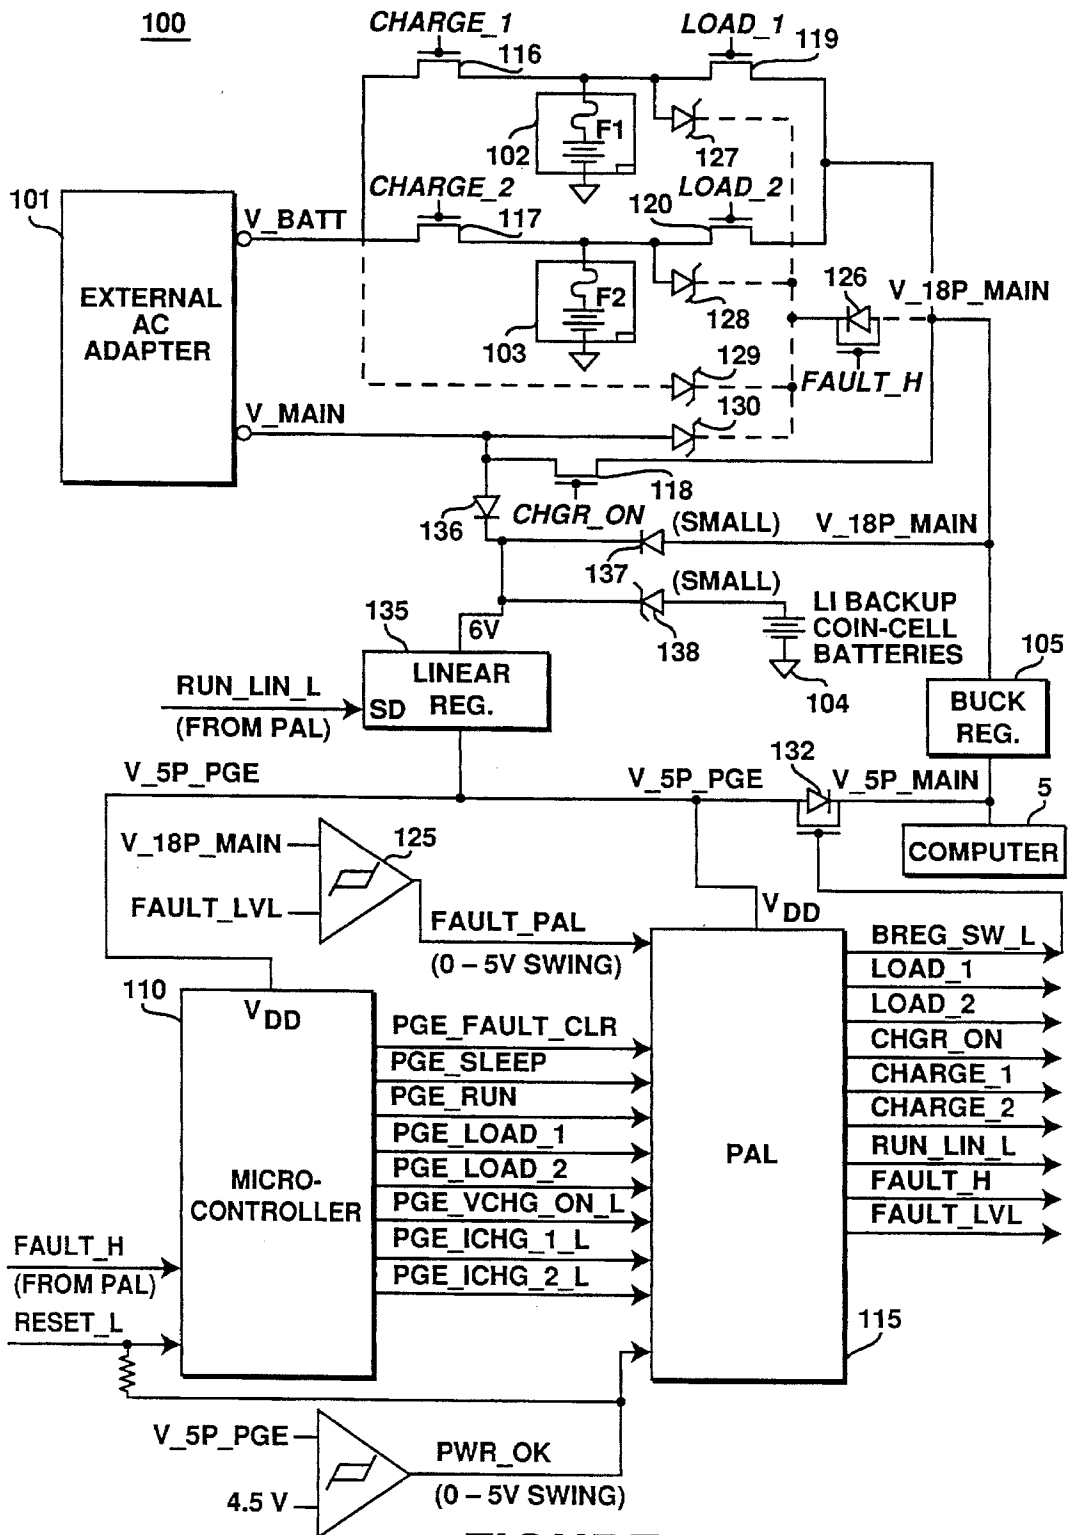 100
CHARGE_1
LOAD_1
116
119
F1
102
127
CHARGE_2
LOAD_2
101
V_BATT
117
120
EXTERNAL
AC
ADAPTER
F2
103
128
126
V_18P_MAIN
129
FAULT_H
V_MAIN
130
118
136
CHGR_ON
(SMALL)
V_18P_MAIN
137
(SMALL)
135
6V
138
LI BACKUP
COIN-CELL
BATTERIES
104
105
LINEAR
REG.
SD
RUN_LIN_L
(FROM PAL)
BUCK
REG.
V_5P_PGE
V_5P_PGE
132
V_5P_MAIN
5
COMPUTER
V_18P_MAIN
125
FAULT_LVL
FAULT_PAL
(0 – 5V SWING)
VDD
BREG_SW_L
LOAD_1
LOAD_2
CHGR_ON
CHARGE_1
CHARGE_2
RUN_LIN_L
FAULT_H
FAULT_LVL
110
VDD
PGE_FAULT_CLR
PGE_SLEEP
PGE_RUN
PGE_LOAD_1
PGE_LOAD_2
PGE_VCHG_ON_L
PGE_ICHG_1_L
PGE_ICHG_2_L
MICRO-
CONTROLLER
PAL
FAULT_H
(FROM PAL)
RESET_L
115
V_5P_PGE
4.5 V
PWR_OK
(0 – 5V SWING)